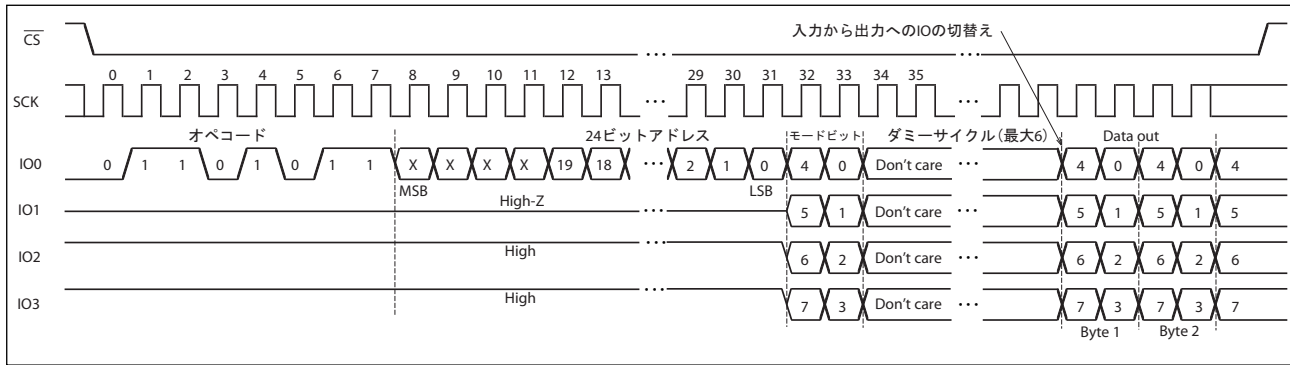 入力から出力へのIOの切替え
CS ... ...
0 1 2 3 4 5 6 7 8 9 10 11 12 13 29 30 31 32 33 34 35
SCK ... ...
オペコード 24ビットアドレス モードビット ダミーサイクル(最大6) Data out
IO0 0 1 1 0 1 0 1 1 X X X X 19 18 ... 2 1 0 4 0 Don't care ... 4 0 4 0 4
MSB LSB
IO1 High-Z ... 5 1 Don't care ... 5 1 5 1 5
IO2 High ... 6 2 Don't care ... 6 2 6 2 6
IO3 High ... 7 3 Don't care ... 7 3 7 3 7
Byte 1 Byte 2